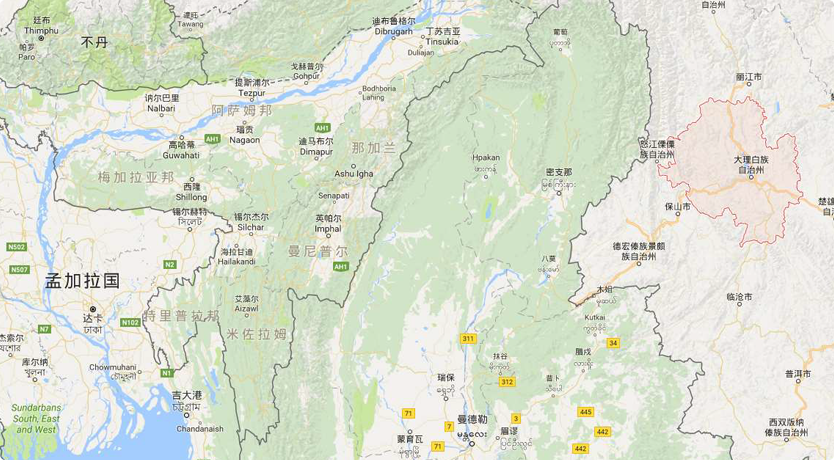 自治州
廷布
Thimphu
达旺
Tawang
帕罗
Paro
不丹
迪布鲁格尔
Dibrugarh
丁苏吉亚
Tinsukia
Duliajan
葡萄
丽江市
戈赫普尔
Gohpur
提斯浦尔
Tezpur
Bodhboria
Laning
讷尔巴里
Nalbari
阿萨姆邦
瑙贡
Nagaon
AH1
高哈蒂
Guwahati
AH1
迪马布尔
Dimapur
那加兰
Ashu Igha
Hpakan
密支那
怒江傈僳
族自治州
大理白族
自治州
梅加拉亚邦
西隆
Shillong
Senapati
保山市
楚雄
锡尔赫特
锡尔杰尔
Silchar
英帕尔
Imphal
N502
海拉甘迪
Hailakandi
曼尼普尔
德宏傣族景颇
族自治州
N507
N2
AH1
八莫
孟加拉国
木姐
临沧市
艾藻尔
Aizawl
达卡
ঢাকা
N102
特里普拉邦
Kutkai
N7
米佐拉姆
311
34
杰索尔
库尔纳
抹谷
腊戌
Chowmuhani
N1
瑞保
312
普洱市
吉大港
Sundarbans
South, East
and West
71
曼德勒
3
445
西双版纳
傣族自治州
Chandanaish
蒙育瓦
7
眉谬
442
71
442